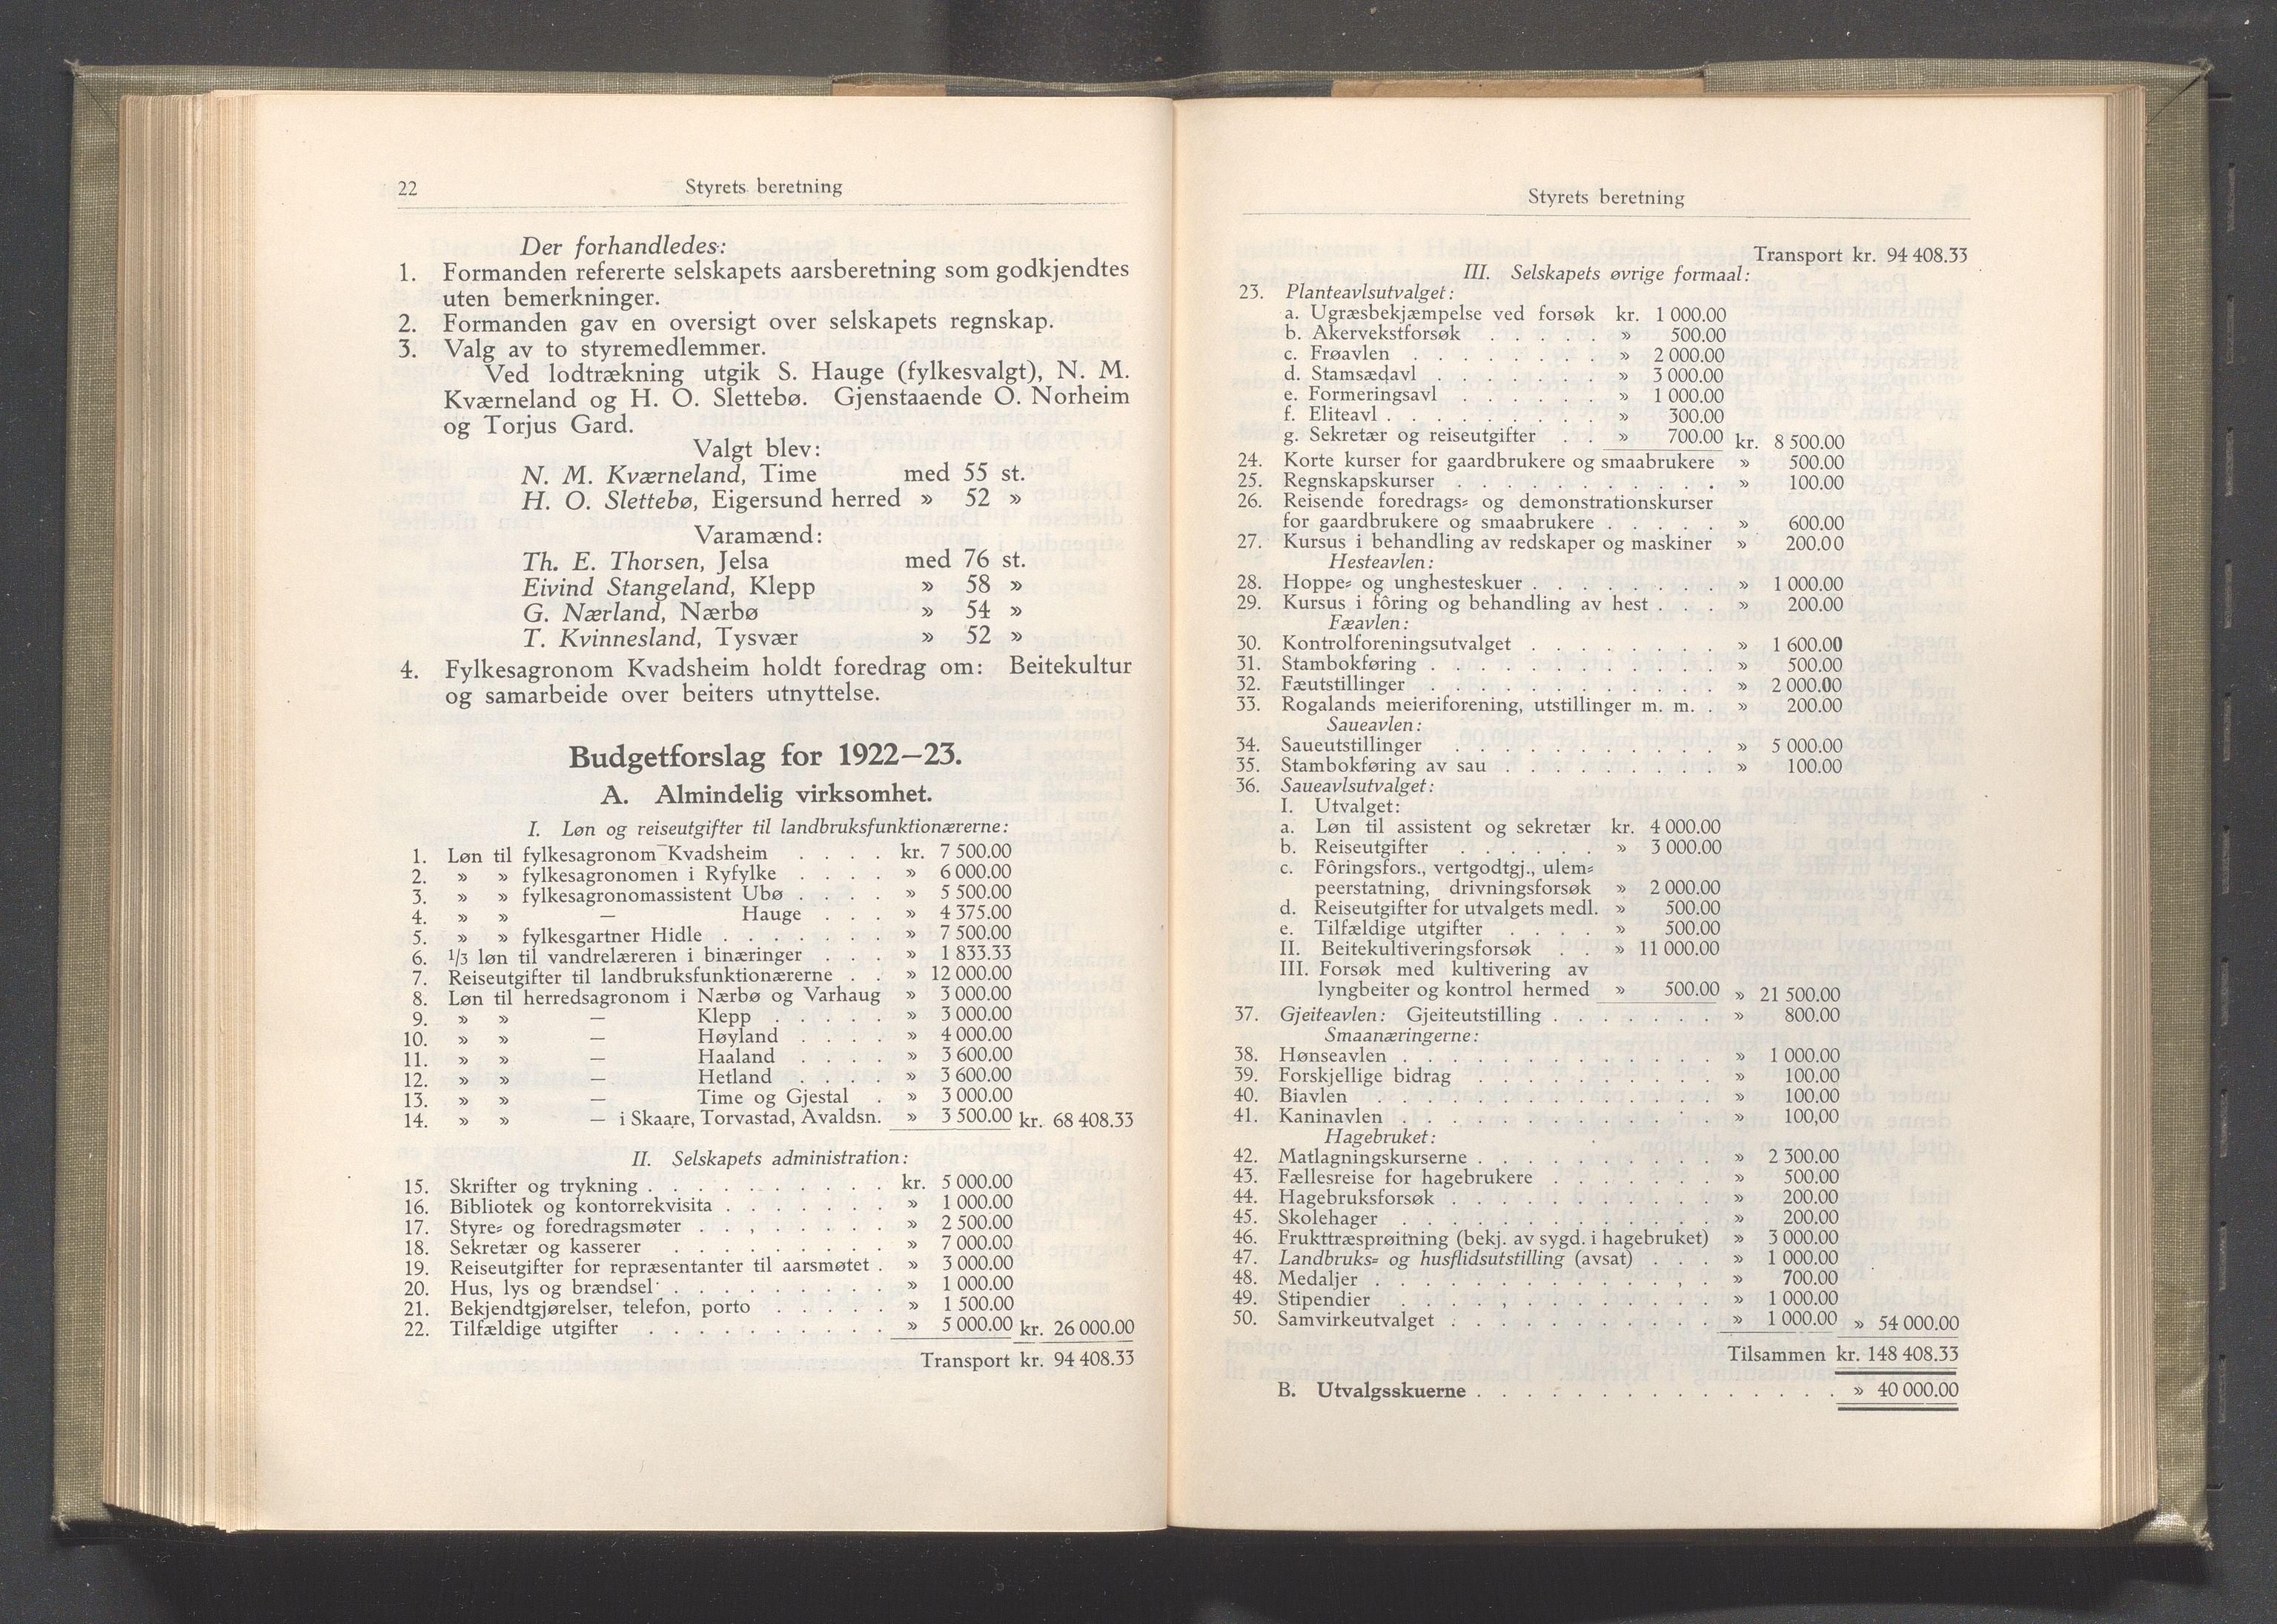 22 Styrets beretning
Der forhandledes:
1. Formanden refererte selskapets aarsberetning som godkjendtes
uten bemerkninger.
2. Formanden gav en oversigt over selskapets regnskap.
3. Valg av to styremedlemmer.
Ved lodtrækning utgik S. Hauge (fylkesvalgt), N. M.
Kværneland og H. O. Slettebø. Gjenstaaende O. Norheim
og Torjus Gard.
Valgt blev:
N. M. Kværneland, Time med 55 st.
H. O. Slettebø, Eigersund herred » 52 »
Varamænd:
Th. E. Thorsen, Jelsa med 76 st.
Eivind Stangeland, Klepp » 58 »
G. Nærland, Nærbø » 54 »
T. Kvinnesland, Tysvær » 52 »
4. Fylkesagronom Kvadsheim holdt foredrag om: Beitekultur
og samarbeide over beiters utnyttelse.
Budgetforslag for 1922—23.
A. Almindelig virksomhet.
I. Løn og reiseutgifter til landbruksfunktionærerne:
1. Løn til fylkesagronom Kvadsheim . . . . kr. 7 500.00
2. » » fylkesagronomen i Ryfylke . . . . » 6 000.00
3. » » fylkesagronomassistent Ubø . . . . » 5 500.00
4. » » — Hauge . . . » 4 375.00
5. » » fylkesgartner Hidle . . . . . . . » 7 500.00
6. 1/3 løn til vandrelæreren i binæringer . . . » 1 833.33
7. Reiseutgifter til landbruksfunktionærerne . . » 12 000.00
8. Løn til herredsagronom i Nærbø og Varhaug » 3 000.00
9. » » — Klepp . . . . . » 3 000.00
10. » » — Høyland . . . . » 4 000.00
11. » » — Haaland . . . . » 3 600.00
12. » » — Hetland . . . . » 3 600.00
13. » » — Time og Gjestal . » 3 000.00
14. » » — i Skaare, Torvastad, Avaldsn. » 3 500.00 kr. 68 408.33
II. Selskapets administration:
15. Skrifter og trykning . . . . . . . . . . kr. 5 000.00
16. Bibliotek og kontorrekvisita . . . . . . . » 1 000.00
17. Styre- og foredragsmøter . . . . . . . . » 2 500.00
18. Sekretær og kasserer . . . . . . . . . » 7 000.00
19. Reiseutgifter for repræsentanter til aarsmøtet . » 3 000.00
20. Hus, lys og brændsel . . . . . . . . . » 1 000.00
21. Bekjendtgjørelser, telefon, porto . . . . . » 1 500.00
22. Tilfældige utgifter . . . . . . . . . . » 5 000.00 kr. 26 000.00
Transport kr. 94 408.33
Styrets beretning
Transport kr. 94 408.33
III. Selskapets øvrige formaal:
23. Planteavlsutvalget:
a. Ugræsbekjæmpelse ved forsøk kr. 1 000.00
b. Akervekstforsøk . . . . . » 500.00
c. Frøavlen . . . . . . . . » 2 000.00
d. Stamsædavl . . . . . . . » 3 000.00
e. Formeringsavl . . . . . . » 1 000.00
f. Eliteavl . . . . . . . . . » 300.00
g. Sekretær og reiseutgifter . . » 700.00 kr. 8 500.00
24. Korte kurser for gaardbrukere og smaabrukere » 500.00
25. Regnskapskurser . . . . . . . . . . » 100.00
26. Reisende foredrags- og demonstrationskurser
for gaardbrukere og smaabrukere . . . . . » 600.00
27. Kursus i behandling av redskaper og maskiner » 200.00
Hesteavlen:
28. Hoppe- og unghesteskuer . . . . . . . » 1 000.00
29. Kursus i fôring og behandling av hest . . . » 200.00
Fæavlen:
30. Kontrolforeningsutvalget . . . . . . . . » 1 600.00
31. Stambokføring . . . . . . . . . . . » 500.00
32. Fæutstillinger . . . . . . . . . . . » 2 000.00
33. Rogalands meieriforening, utstillinger m. m. . » 200.00
Saueavlen:
34. Saueutstillinger . . . . . . . . . . » 5 000.00
35. Stambokføring av sau . . . . . . . . » 100.00
36. Saueavlsutvalget:
I. Utvalget:
a. Løn til assistent og sekretær kr. 4 000.00
b. Reiseutgifter . . . . . . » 3 000.00
c. Fôringsfors., vertgodtgj., ulem-
peerstatning, drivningsforsøk » 2 000.00
d. Reiseutgifter for utvalgets medl. » 500.00
e. Tilfældige utgifter . . . . » 500.00
II. Beitekultiveringsforsøk . . » 11 000.00
III. Forsøk med kultivering av
lyngbeiter og kontrol hermed » 500.00 » 21 500.00
37. Gjeiteavlen: Gjeiteutstilling . . . . . . » 800.00
Smaanæringerne:
38. Hønseavlen . . . . . . . . . . . . » 1 000.00
39. Forskjellige bidrag . . . . . . . . . » 100.00
40. Biavlen . . . . . . . . . . . . . » 100.00
41. Kaninavlen . . . . . . . . . . . . » 100,00
Hagebruket:
42. Matlagningskurserne . . . . . . . . . » 2 300.00
43. Fællesreise for hagebrukere . . . . . . . » 500.00
44. Hagebruksforsøk . . . . . . . . . . » 200.00
45. Skolehager . . . . . . . . . . . . » 200.00
46. Frukttræsprøitning (bekj. av sygd. i hagebruket) » 3 000.00
47. Landbruks- og husflidsutstilling (avsat) . . . » 1 000.00
48. Medaljer . . . . . . . . . . . . . » 700.00
49. Stipendier . . . . . . . . . . . . » 1 000.00
50. Samvirkeutvalget . . . . . . . . . . » 1 000.00 » 54 000.00
Tilsammen kr. 148 408.33
B. Utvalgsskuerne . . . . . . . . . . . . . . . » 40 000.00